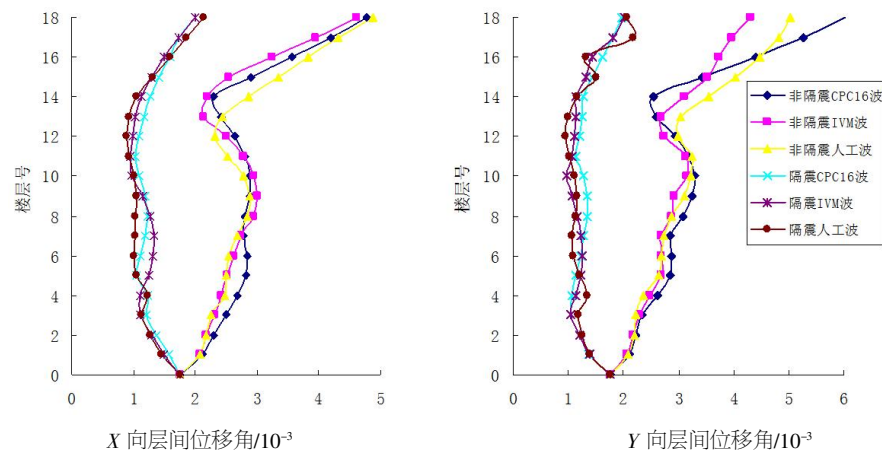 18
16
14
12
10
8
6
4
2
0
楼层号
0 1 2 3 4 5
X 向层间位移角/10⁻³
18
16
14
12
10
8
6
4
2
0
楼层号
0 1 2 3 4 5 6
Y 向层间位移角/10⁻³
非隔震CPC16波
非隔震IVM波
非隔震人工波
隔震CPC16波
隔震IVM波
隔震人工波